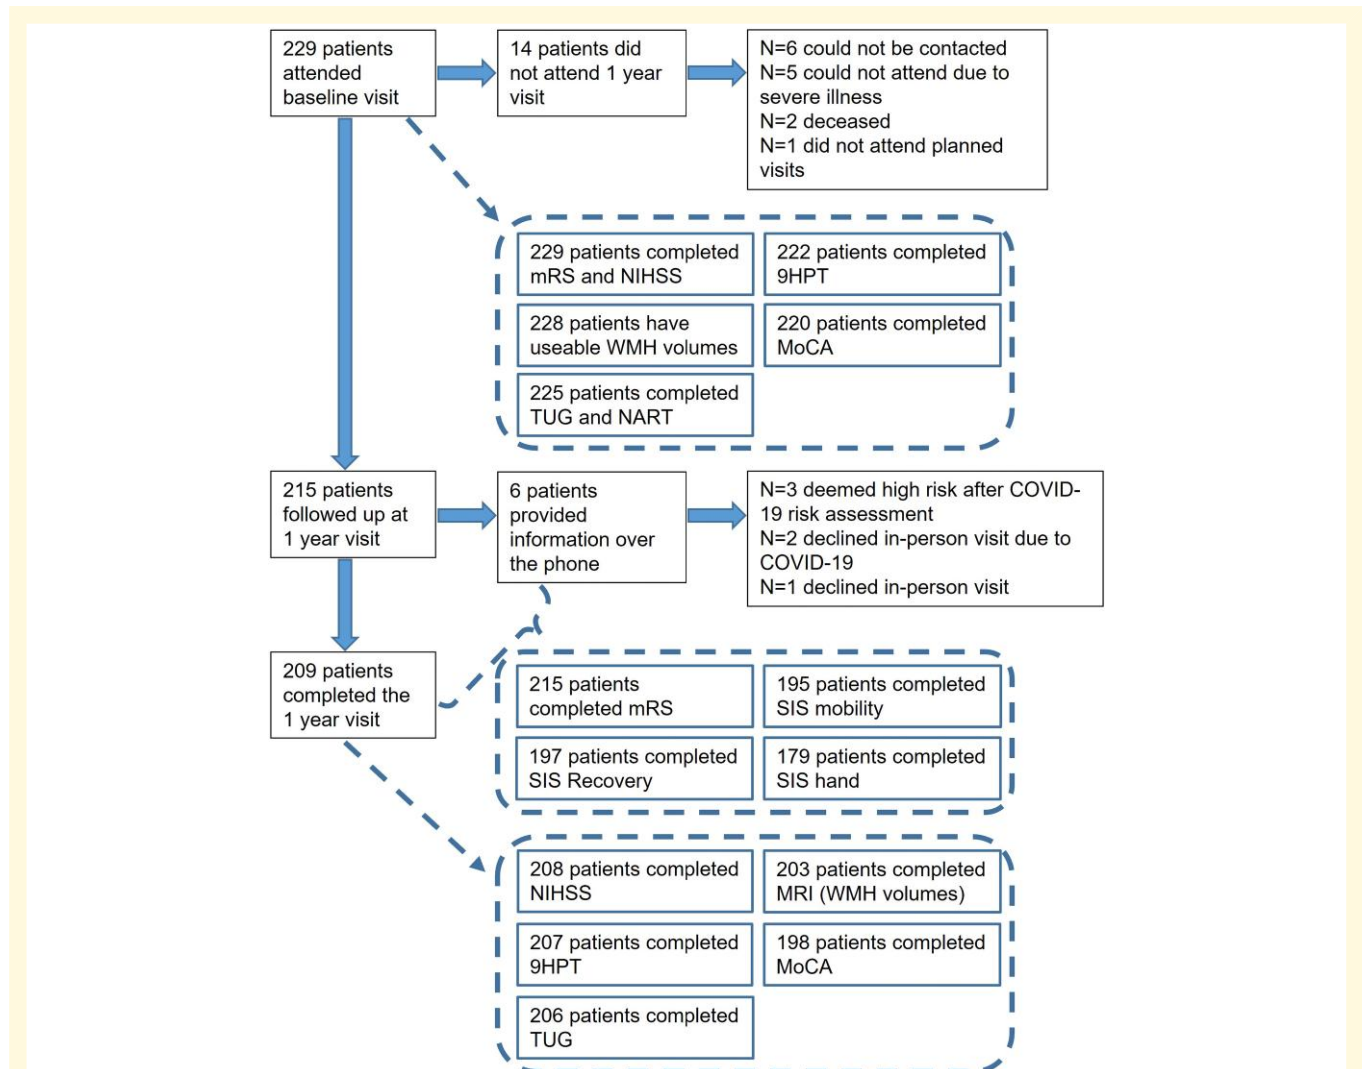 229 patients
attended
baseline visit
14 patients did
not attend 1 year
visit
N=6 could not be contacted
N=5 could not attend due to
severe illness
N=2 deceased
N=1 did not attend planned
visits
229 patients completed
mRS and NIHSS
222 patients completed
9HPT
228 patients have
useable WMH volumes
220 patients completed
MoCA
225 patients completed
TUG and NART
215 patients
followed up at
1 year visit
6 patients
provided
information over
the phone
N=3 deemed high risk after COVID-
19 risk assessment
N=2 declined in-person visit due to
COVID-19
N=1 declined in-person visit
209 patients
completed the
1 year visit
215 patients
completed mRS
195 patients completed
SIS mobility
197 patients completed
SIS Recovery
179 patients completed
SIS hand
208 patients completed
NIHSS
203 patients completed
MRI (WMH volumes)
207 patients completed
9HPT
198 patients completed
MoCA
206 patients completed
TUG